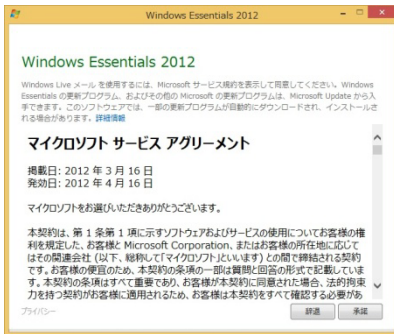 Windows Essentials 2012
Windows Essentials 2012
Windows Live メール を使用するには、Microsoft サービス規約を表示して同意してください。Windows
Essentials の更新プログラム、およびその他の Microsoft の更新プログラムは、Microsoft Update から入
手できます。このソフトウェアでは、一部の更新プログラムが自動的にダウンロードされ、インストールさ
れる場合があります。詳細情報
マイクロソフト サービス アグリーメント
掲載日: 2012 年 3 月 16 日
発効日: 2012 年 4 月 16 日
マイクロソフトをお選びいただきありがとうございます。
本契約は、第 1 条第 1 項に示すソフトウェアおよびサービスの使用についてお客様の権
利を規定した、お客様と Microsoft Corporation、またはお客様の所在地に応じて
はその関連会社 (以下、総称して「マイクロソフト」といいます) との間で締結される契約
です。お客様の便宜のため、本契約の条項の一部は質問と回答の形式で記載していま
す。本契約の条項はすべて重要であり、お客様が本契約に同意された場合、法的拘束
力を持つ契約がお客様に適用されるため、お客様は本契約をすべて確認する必要があ
プライバシー
辞退
承諾